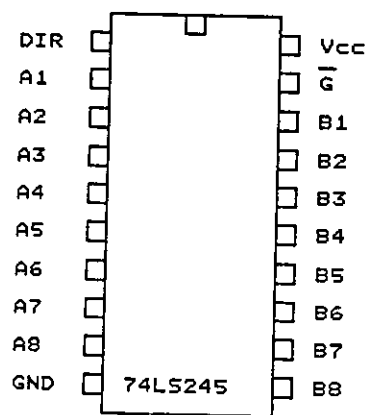 DIR Vcc
A1 G̅
A2 B1
A3 B2
A4 B3
A5 B4
A6 B5
A7 B6
A8 B7
GND 74LS245 B8